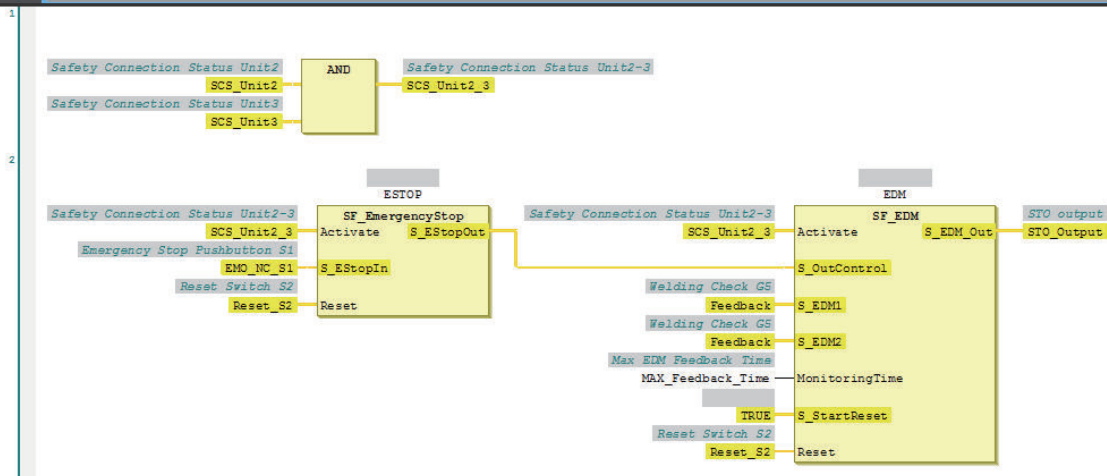 1
Safety Connection Status Unit2
AND
Safety Connection Status Unit2-3
SCS_Unit2
SCS_Unit2_3
Safety Connection Status Unit3
SCS_Unit3
2
ESTOP
EDM
Safety Connection Status Unit2-3
SF_EmergencyStop
Safety Connection Status Unit2-3
SF_EDM
STO output
SCS_Unit2_3
Activate
S_EStopOut
SCS_Unit2_3
Activate
S_EDM_Out
STO_Output
Emergency Stop Pushbutton S1
EMO_NC_S1
S_EStopIn
S_OutControl
Reset Switch S2
Welding Check G5
Reset_S2
Reset
Feedback
S_EDM1
Welding Check G5
Feedback
S_EDM2
Max EDM Feedback Time
MAX_Feedback_Time
MonitoringTime
TRUE
S_StartReset
Reset Switch S2
Reset_S2
Reset